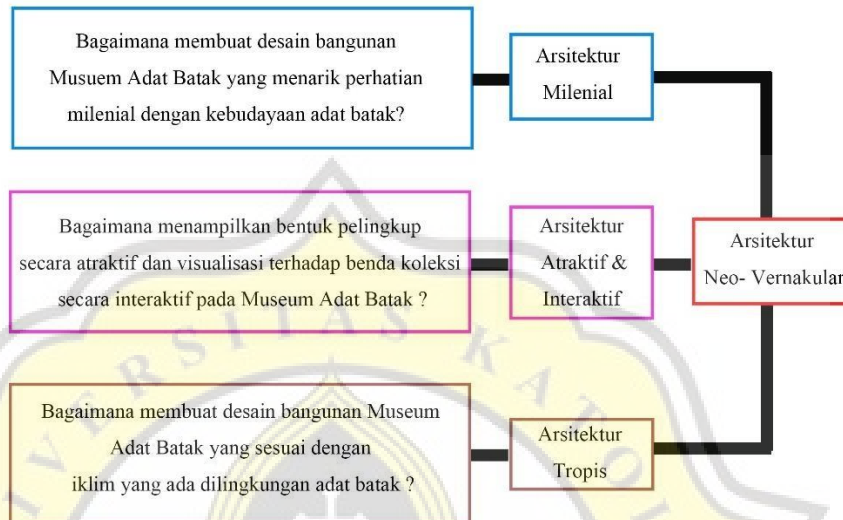 Bagaimana membuat desain bangunan
Musuem Adat Batak yang menarik perhatian
milenial dengan kebudayaan adat batak?
Arsitektur
Milenial
Bagaimana menampilkan bentuk pelingkup
secara atraktif dan visualisasi terhadap benda koleksi
secara interaktif pada Museum Adat Batak ?
Arsitektur
Atraktif &
Interaktif
Arsitektur
Neo- Vernakular
Bagaimana membuat desain bangunan Museum
Adat Batak yang sesuai dengan
iklim yang ada dilingkungan adat batak ?
Arsitektur
Tropis
VERSITAS KATO